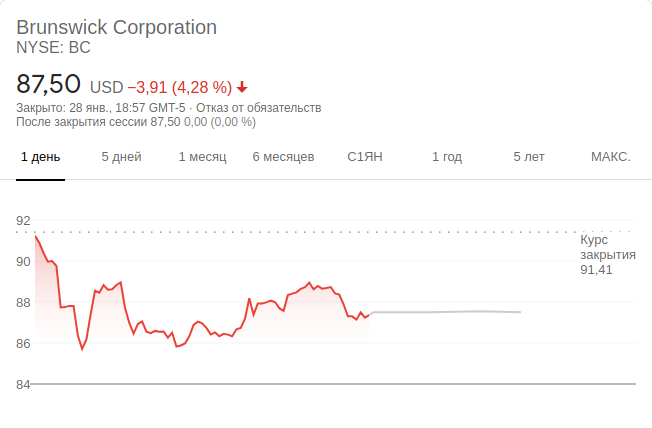 Brunswick Corporation
NYSE: BC
87,50 USD −3,91 (4,28 %)
Закрыто: 28 янв., 18:57 GMT-5 · Отказ от обязательств
После закрытия сессии 87,50 0,00 (0,00 %)
1 день 5 дней 1 месяц 6 месяцев С1ЯН 1 год 5 лет МАКС.
92
Курс
закрытия
91,41
90
88
86
84